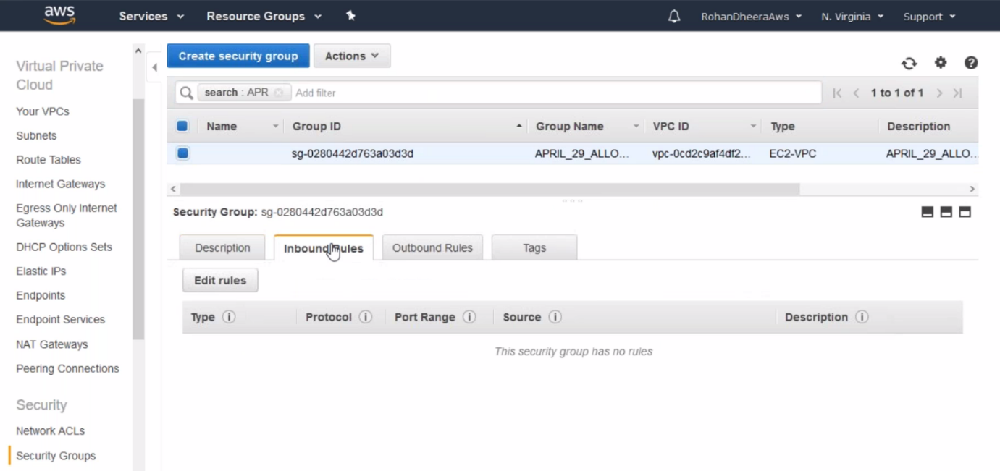 aws Services Resource Groups RohanDheeraAws N. Virginia Support
Virtual Private
Cloud
Your VPCs
Subnets
Route Tables
Internet Gateways
Egress Only Internet
Gateways
DHCP Options Sets
Elastic IPs
Endpoints
Endpoint Services
NAT Gateways
Peering Connections
Security
Network ACLs
Security Groups
Create security group Actions
search : APR Add filter 1 to 1 of 1
Name Group ID Group Name VPC ID Type Description
sg-0280442d763a03d3d APRIL_29_ALLO... vpc-0cd2c9af4df2... EC2-VPC APRIL_29_ALLO...
Security Group: sg-0280442d763a03d3d
Description Inbound Rules Outbound Rules Tags
Edit rules
Type Protocol Port Range Source Description
This security group has no rules